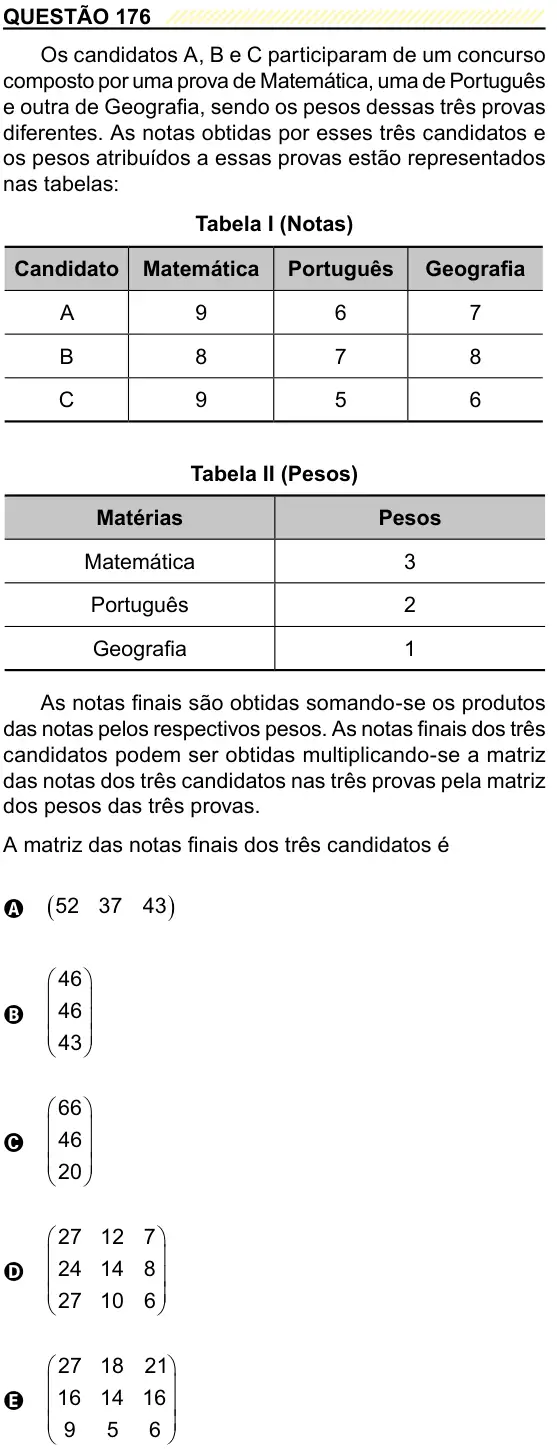 QUESTÃO 176
Os candidatos A, B e C participaram de um concurso
composto por uma prova de Matemática, uma de Português
e outra de Geografia, sendo os pesos dessas três provas
diferentes. As notas obtidas por esses três candidatos e
os pesos atribuídos a essas provas estão representados
nas tabelas:
Tabela I (Notas)
Candidato Matemática Português Geografia
A 9 6 7
B 8 7 8
C 9 5 6
Tabela II (Pesos)
Matérias Pesos
Matemática 3
Português 2
Geografia 1
As notas finais são obtidas somando-se os produtos
das notas pelos respectivos pesos. As notas finais dos três
candidatos podem ser obtidas multiplicando-se a matriz
das notas dos três candidatos nas três provas pela matriz
dos pesos das três provas.
A matriz das notas finais dos três candidatos é
A (52 37 43)
46
B 46
43
66
C 46
20
27 12 7
D 24 14 8
27 10 6
27 18 21
E 16 14 16
9 5 6